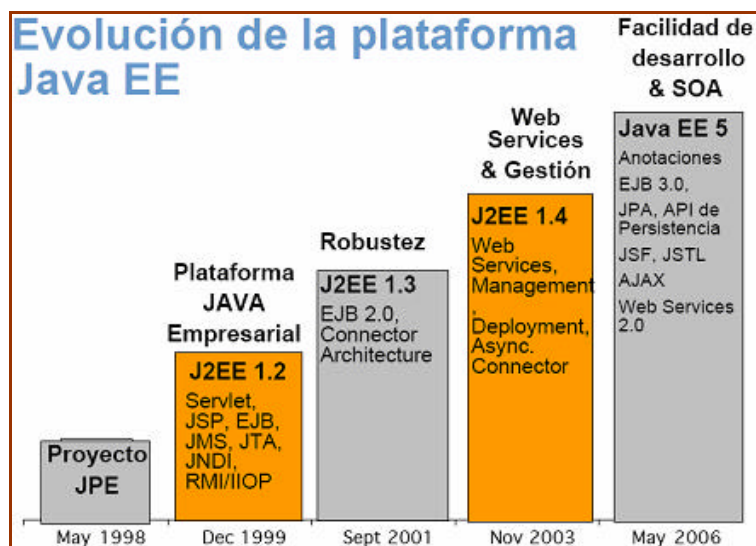 Evolución de la plataforma
Java EE
Facilidad de
desarrollo
& SOA
Java EE 5
Anotaciones
EJB 3.0,
JPA, API de
Persistencia
JSF, JSTL
AJAX
Web Services
2.0
Web
Services
& Gestión
J2EE 1.4
Web
Services,
Management
,
Deployment,
Async.
Connector
Robustez
J2EE 1.3
EJB 2.0,
Connector
Architecture
Plataforma
JAVA
Empresarial
J2EE 1.2
Servlet,
JSP, EJB,
JMS, JTA,
JNDI,
RMI/IIOP
Proyecto
JPE
May 1998
Dec 1999
Sept 2001
Nov 2003
May 2006